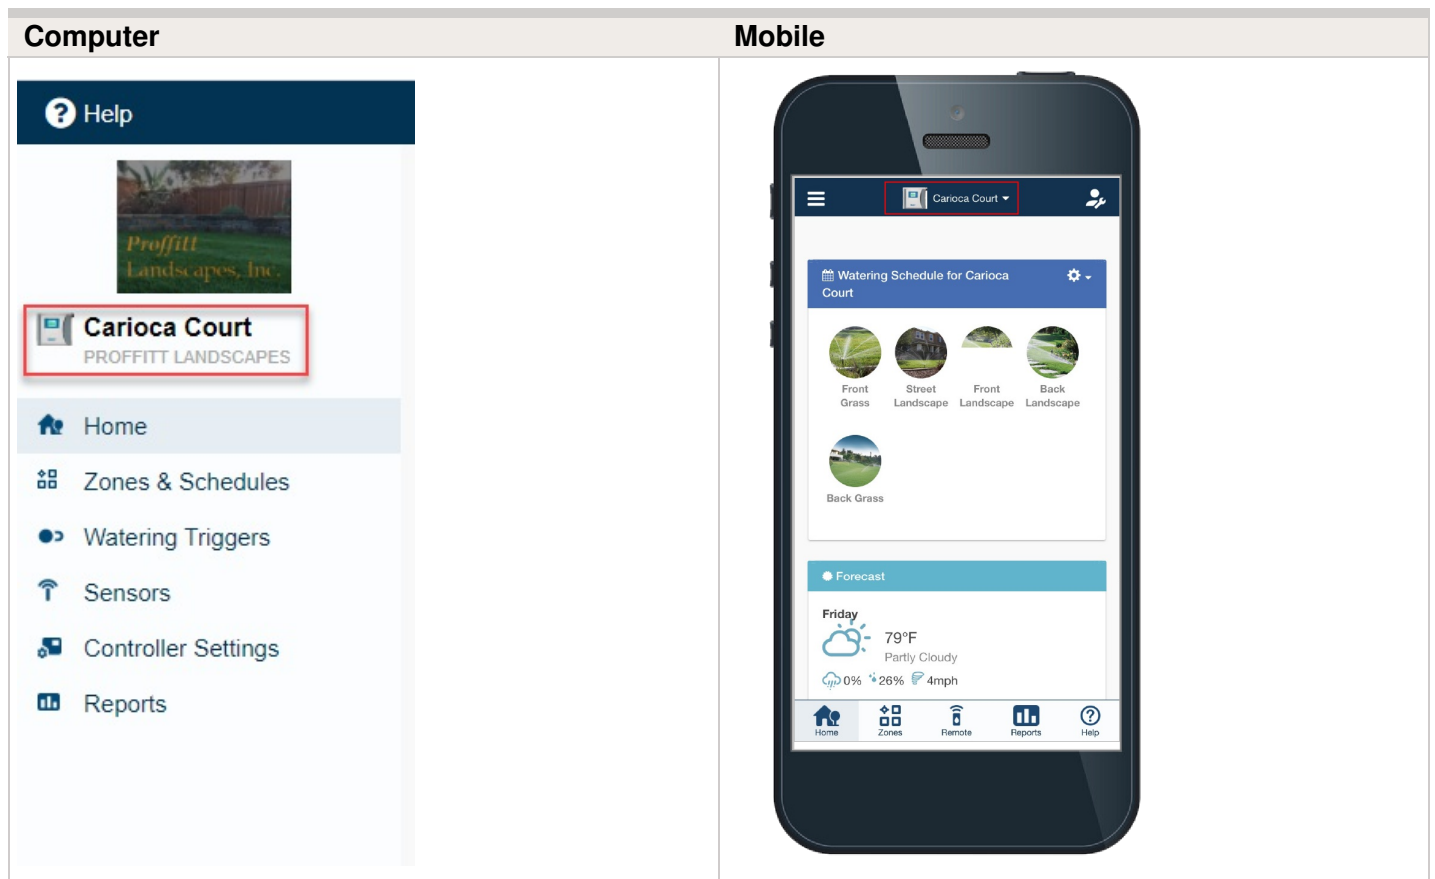 Computer
Mobile
Help
Proffitt
Landscapes, Inc.
Carioca Court
PROFFITT LANDSCAPES
Home
Zones & Schedules
Watering Triggers
Sensors
Controller Settings
Reports
Carioca Court
Watering Schedule for Carioca
Court
Front
Grass
Street
Landscape
Front
Landscape
Back
Landscape
Back Grass
Forecast
Friday
79°F
Partly Cloudy
0% 26% 4mph
Home Zones Remote Reports Help